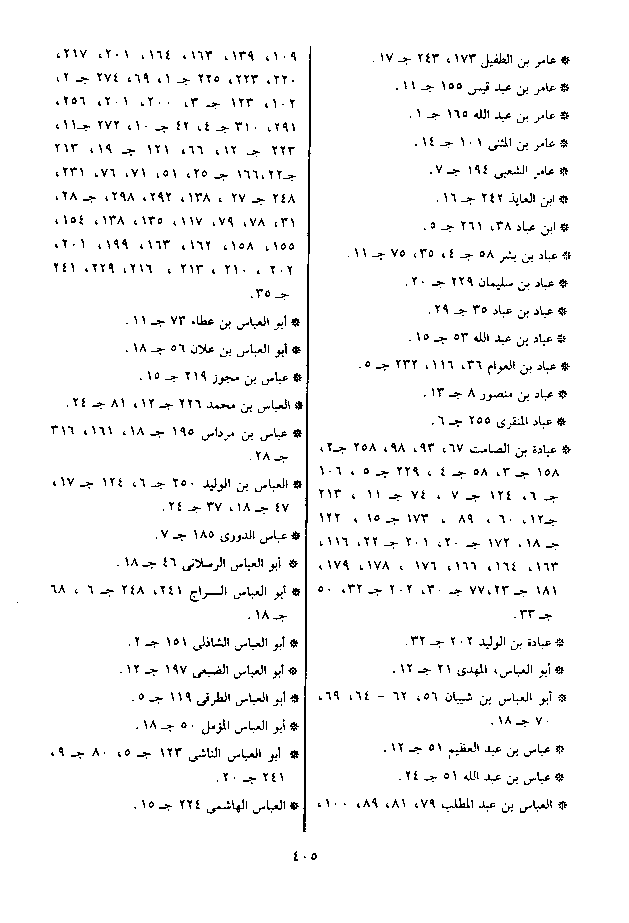 * عامر بن الطفيل ١٧٣، ٢٤٣ جـ ١٧.
* عامر بن عبد قيس ١٥٥ جـ ١١.
* عامر بن عبد الله ١٦٥ جـ ١.
* عامر بن المثنى ١٠١ جـ ١٤.
* عامر الشعبي ١٩٤ جـ ٧.
* ابن العايذ ٢٤٢ جـ ١٦.
* ابن عباد ٣٨، ٢٦١ جـ ٥.
* عباد بن بشر ٥٨ جـ ٤، ٣٥، ٧٥ جـ ١١.
* عباد بن سليمان ٢٢٩ جـ ٢٠.
* عباد بن عباد ٣٥ جـ ٢٩.
* عباد بن عبد الله ٥٣ جـ ١٥.
* عباد بن العوام ٣٦، ١١٦، ٢٣٢ جـ ٥.
* عباد بن منصور ٨ جـ ١٣.
* عباد المنقرى ٢٥٥ جـ ٦.
* عبادة بن الصامت ٦٧، ٩٣، ٩٨، ٢٥٨ جـ٢،
١٥٨ جـ ٣، ٥٨ جـ ٤ ، ٢٢٩ جـ ٥ ، ١٠٦
جـ ٦، ١٢٤ جـ ٧ ، ٧٤ جـ ١١ ، ٢١٣
جـ١٢، ٦٠ ، ٨٩ ، ١٧٣ جـ ١٥ ، ١٢٢
جـ ١٨، ١٧٢ جـ ٢٠، ٢٠١ جـ ٢٢، ١١٦،
١٦٣، ١٦٤، ١٦٦، ١٧٦ ، ١٧٨ ، ١٧٩،
١٨١ جـ ٢٣،٧٧ جـ ٣٠، ٢٠٢ جـ ٣٢، ٥٠
جـ ٣٣.
* عبادة بن الوليد ٢٠٢ جـ ٣٢.
* أبو العباس، المهدى ٢١ جـ ١٢.
* أبو العباس بن شيبان ٥٦، ٦٢ - ٦٤، ٦٩،
٧٠ جـ ١٨.
* عباس بن عبد العظيم ٥١ جـ ١٢.
* عباس بن عبد الله ٥١ جـ ٢٤.
* العباس بن عبد المطلب ٧٩، ٨١، ٨٩، ١٠٠،
١٠٩، ١٣٩، ١٦٣، ١٦٤، ٢٠١، ٢١٧،
٢٢٠، ٢٢٣، ٢٢٥ جـ ١، ٦٩، ٢٧٤ جـ ٢،
١٠٢، ١٢٣ جـ ٣، ٢٠٠، ٢٠١، ٢٥٦،
٢٩١، ٣١٠ جـ ٤، ٤٢ جـ ١٠، ٢٧٢ جـ١١،
٢٢٣ جـ ١٢، ٦٦، ١٢١ جـ ١٩، ٢١٣
جـ٢٢،١٦٦ جـ ٢٥، ٥١، ٧١، ٧٦، ٢٣١،
٢٤٨ جـ ٢٧ ، ١٣٨، ٢٩٢، ٢٩٨، جـ ٢٨،
٣١، ٧٨، ٧٩، ١١٧، ١٣٥، ١٣٨، ١٥٤،
١٥٥، ١٥٨، ١٦٢، ١٦٣، ١٩٩، ٢٠١،
٢٠٢ ، ٢١٠ ، ٢١٣ ، ٢١٦، ٢٢٩، ٢٤١
جـ ٣٥.
* أبو العباس بن عطاء ٧٣ جـ ١١.
* أبو العباس بن علان ٥٦ جـ ١٨.
* عباس بن مجوز ٢١٩ جـ ١٥.
* العباس بن محمد ٢٢٦ جـ ١٢، ٨١ جـ ٢٤.
* عباس بن مرداس ١٩٥ جـ ١٨، ١٦١، ٣١٦
جـ ٢٨.
* العباس بن الوليد ٢٥٠ جـ ٦، ١٢٤ جـ ١٧،
٤٧ جـ ١٨، ٣٧ جـ ٢٤.
* عباس الدورى ١٨٥ جـ ٧.
* أبو العباس الرسلانى ٤٦ جـ ١٨.
* أبو العباس السراج ٢٤١، ٢٤٨ جـ ٦ ، ٦٨
جـ ١٨.
* أبو العباس الشاذلى ١٥١ جـ ٢.
* أبو العباس الضبعى ١٩٧ جـ ١٢.
* أبو العباس الطرقى ١١٩ جـ ٥.
* أبو العباس المؤمل ٥٠ جـ ١٨.
* أبو العباس الناشى ١٢٣ جـ ٥، ٨٠ جـ ٩،
٢٤١ جـ ٢٠.
* العباس الهاشمى ٢٢٤ جـ ١٥.
٤٠٥